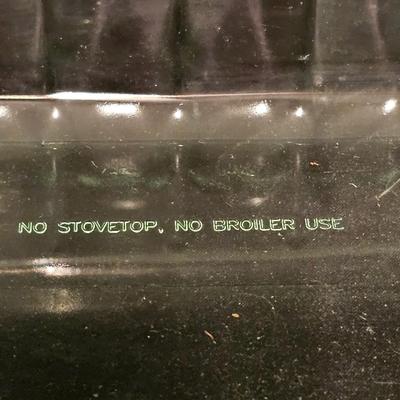 NO STOVETOP, NO BROILER USE